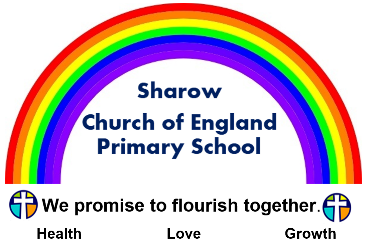 Sharow
Church of England
Primary School
We promise to flourish together.
Health Love Growth